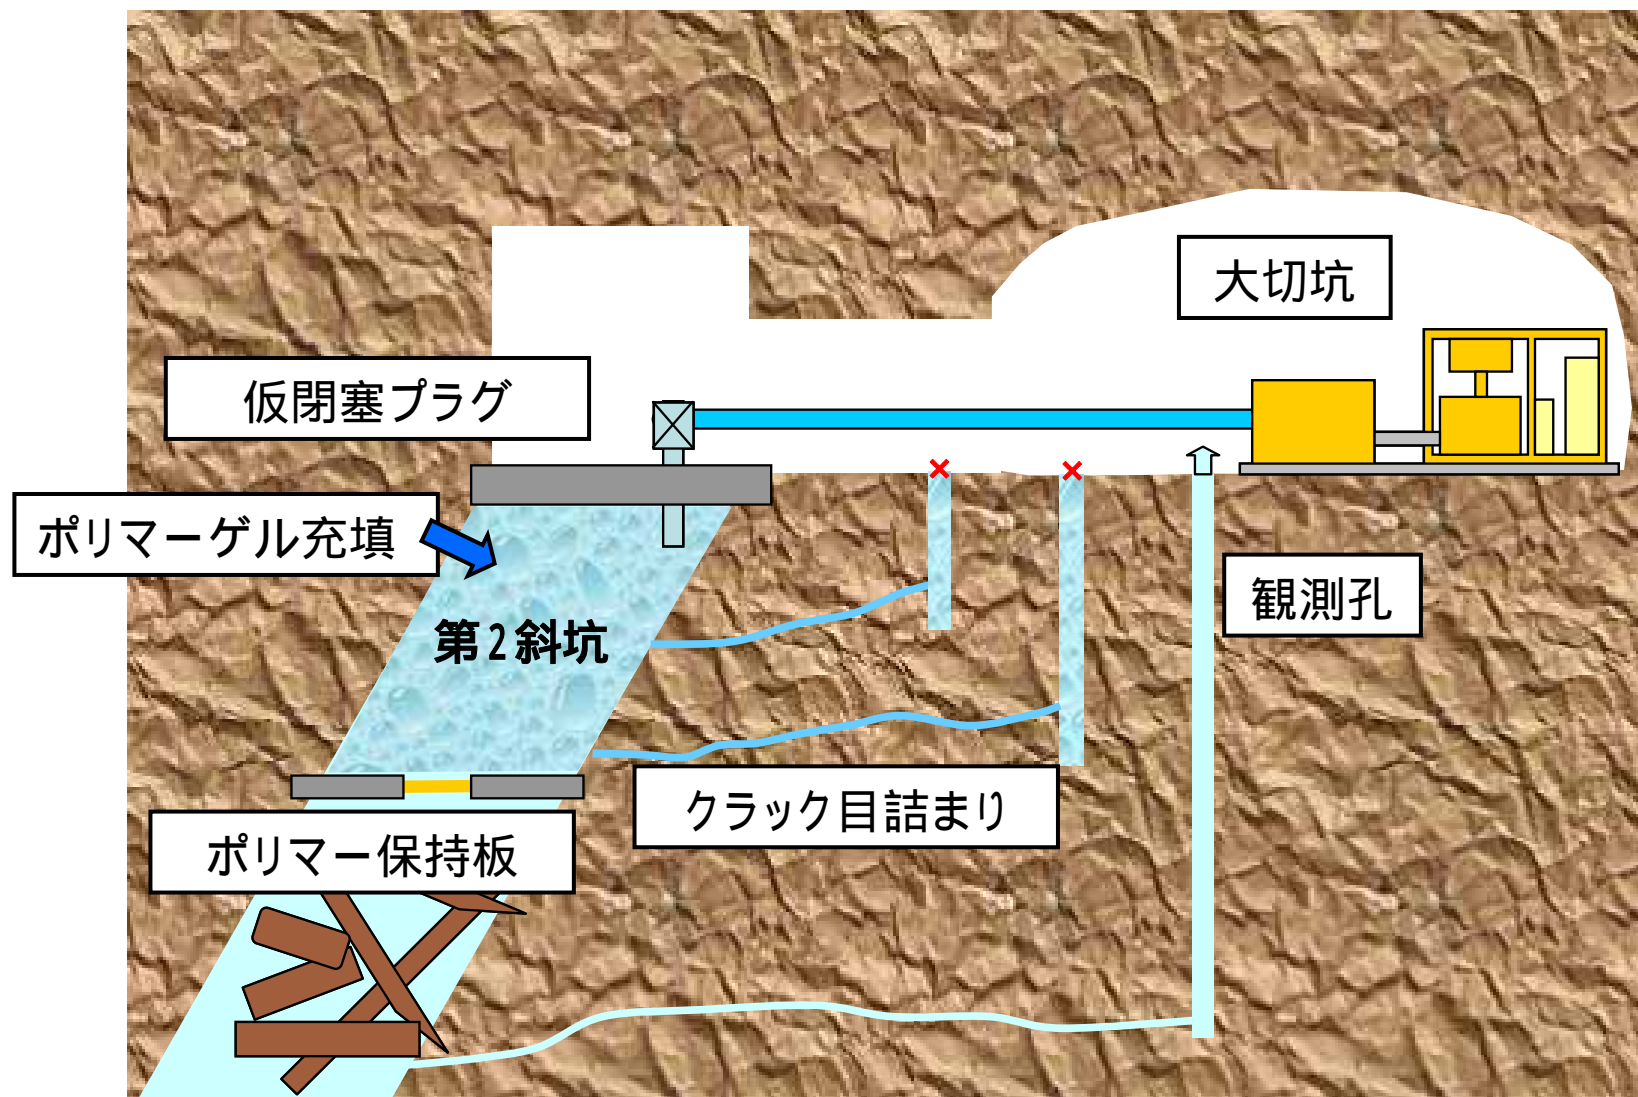 大切坑
仮閉塞プラグ
ポリマーゲル充填
観測孔
第2斜坑
クラック目詰まり
ポリマー保持板